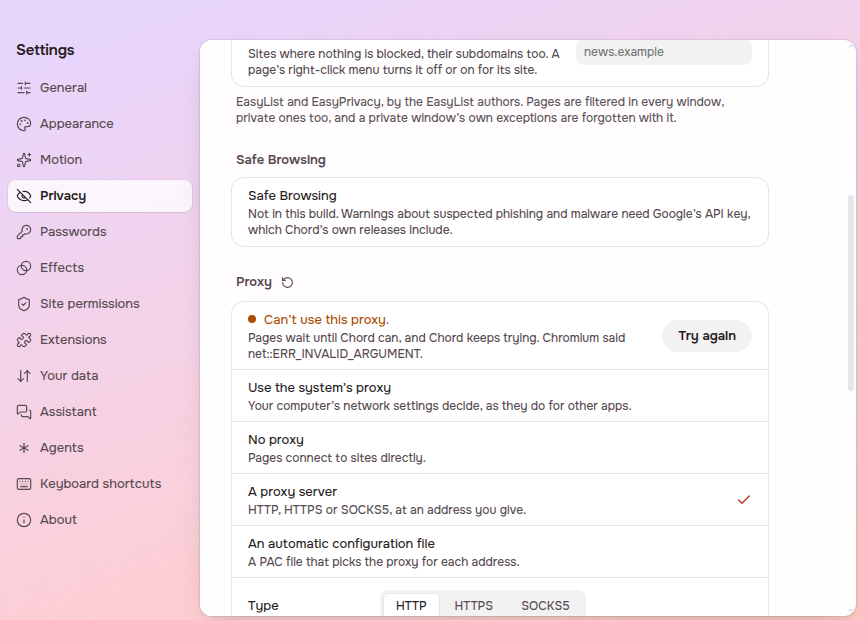 Settings
General
Appearance
Motion
Privacy
Passwords
Effects
Site permissions
Extensions
Your data
Assistant
Agents
Keyboard shortcuts
About
Sites where nothing is blocked, their subdomains too. A
page's right-click menu turns it off or on for its site.
news.example
EasyList and EasyPrivacy, by the EasyList authors. Pages are filtered in every window,
private ones too, and a private window's own exceptions are forgotten with it.
Safe Browsing
Safe Browsing
Not in this build. Warnings about suspected phishing and malware need Google's API key,
which Chord's own releases include.
Proxy
Can't use this proxy.
Pages wait until Chord can, and Chord keeps trying. Chromium said
net::ERR_INVALID_ARGUMENT.
Try again
Use the system's proxy
Your computer's network settings decide, as they do for other apps.
No proxy
Pages connect to sites directly.
A proxy server
HTTP, HTTPS or SOCKS5, at an address you give.
An automatic configuration file
A PAC file that picks the proxy for each address.
Type
HTTP
HTTPS
SOCKS5